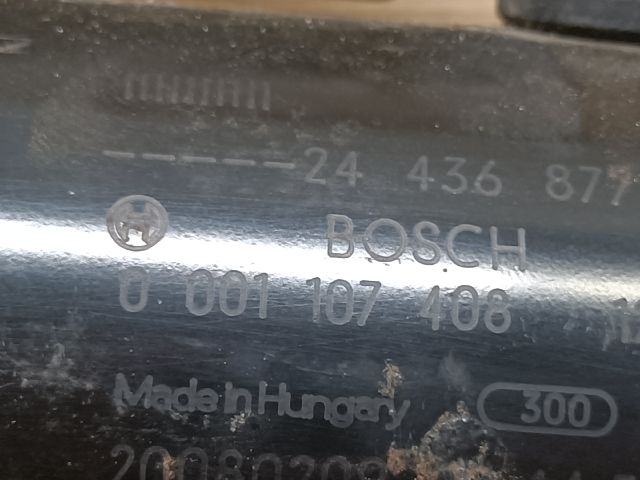 ------24 436 877
BOSCH
0 001 107 408
Made in Hungary 300